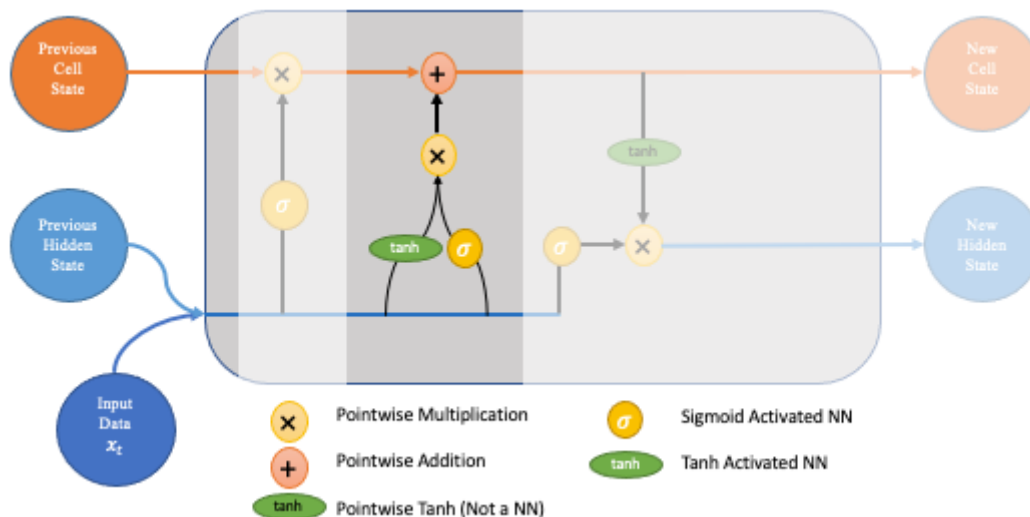 Previous
Cell
State
×
+
New
Cell
State
×
tanh
Previous
Hidden
State
σ
tanh
σ
σ
×
New
Hidden
State
Input
Data
xₜ
× Pointwise Multiplication
σ Sigmoid Activated NN
+ Pointwise Addition
tanh Tanh Activated NN
tanh Pointwise Tanh (Not a NN)